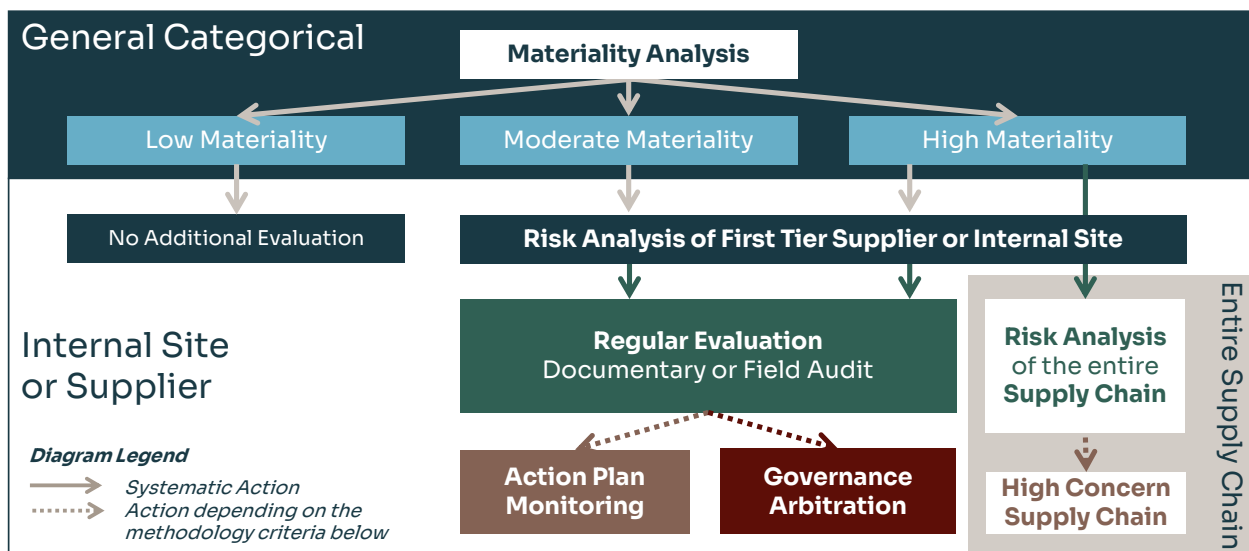 General Categorical
Materiality Analysis
Low Materiality
Moderate Materiality
High Materiality
No Additional Evaluation
Risk Analysis of First Tier Supplier or Internal Site
Internal Site
or Supplier
Regular Evaluation
Documentary or Field Audit
Risk Analysis
of the entire
Supply Chain
Entire Supply Chain
Action Plan
Monitoring
Governance
Arbitration
High Concern
Supply Chain
Diagram Legend
Systematic Action
Action depending on the
methodology criteria below